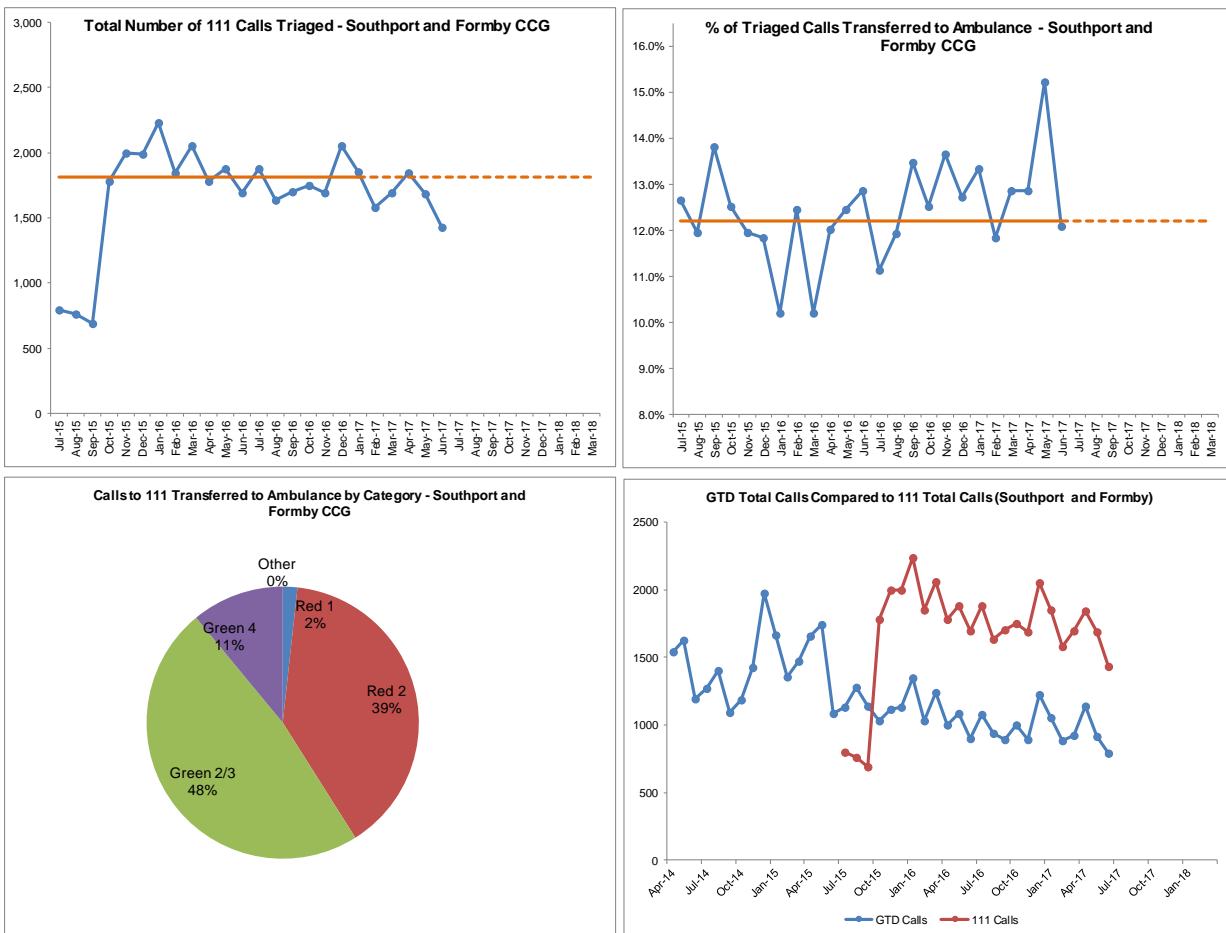 Total Number of 111 Calls Triaged - Southport and Formby CCG
3,000
2,500
2,000
1,500
1,000
500
0
Jul-15
Aug-15
Sep-15
Oct-15
Nov-15
Dec-15
Jan-16
Feb-16
Mar-16
Apr-16
May-16
Jun-16
Jul-16
Aug-16
Sep-16
Oct-16
Nov-16
Dec-16
Jan-17
Feb-17
Mar-17
Apr-17
May-17
Jun-17
Jul-17
Aug-17
Sep-17
Oct-17
Nov-17
Dec-17
Jan-18
Feb-18
Mar-18
% of Triaged Calls Transferred to Ambulance - Southport and
Formby CCG
16.0%
15.0%
14.0%
13.0%
12.0%
11.0%
10.0%
9.0%
8.0%
Jul-15
Aug-15
Sep-15
Oct-15
Nov-15
Dec-15
Jan-16
Feb-16
Mar-16
Apr-16
May-16
Jun-16
Jul-16
Aug-16
Sep-16
Oct-16
Nov-16
Dec-16
Jan-17
Feb-17
Mar-17
Apr-17
May-17
Jun-17
Jul-17
Aug-17
Sep-17
Oct-17
Nov-17
Dec-17
Jan-18
Feb-18
Mar-18
Calls to 111 Transferred to Ambulance by Category - Southport and
Formby CCG
Other
0%
Red 1
2%
Green 4
11%
Red 2
39%
Green 2/3
48%
GTD Total Calls Compared to 111 Total Calls (Southport and Formby)
2500
2000
1500
1000
500
0
Apr-14
Jul-14
Oct-14
Jan-15
Apr-15
Jul-15
Oct-15
Jan-16
Apr-16
Jul-16
Oct-16
Jan-17
Apr-17
Jul-17
Oct-17
Jan-18
GTD Calls
111 Calls